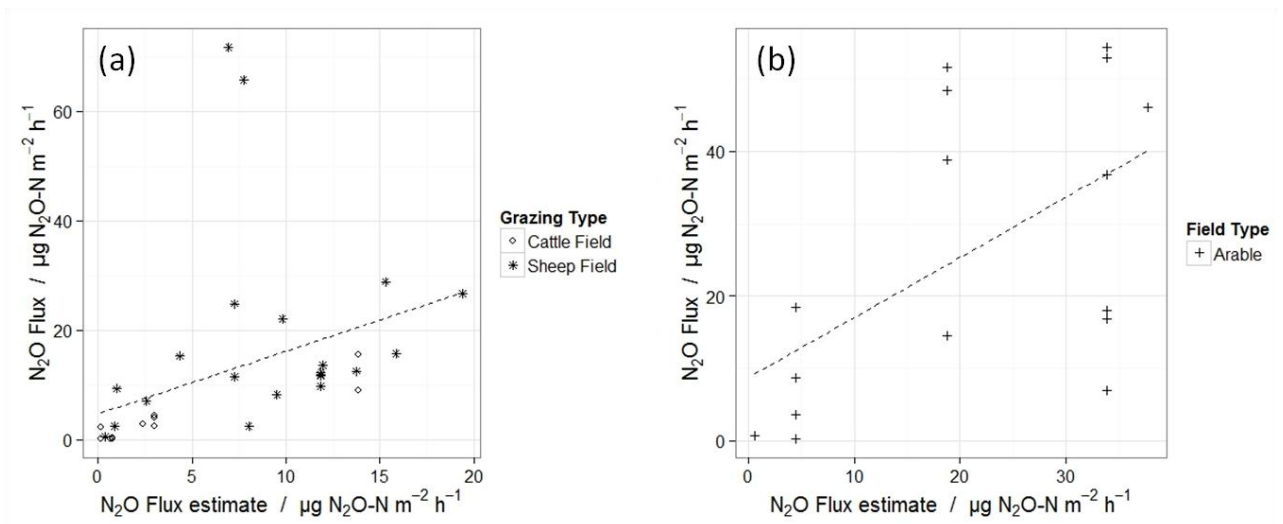 (a)
N₂O Flux / µg N₂O-N m⁻² h⁻¹
60
40
20
0
0 5 10 15 20
N₂O Flux estimate / µg N₂O-N m⁻² h⁻¹
Grazing Type
Cattle Field
Sheep Field
(b)
N₂O Flux / µg N₂O-N m⁻² h⁻¹
40
20
0
0 10 20 30
N₂O Flux estimate / µg N₂O-N m⁻² h⁻¹
Field Type
Arable